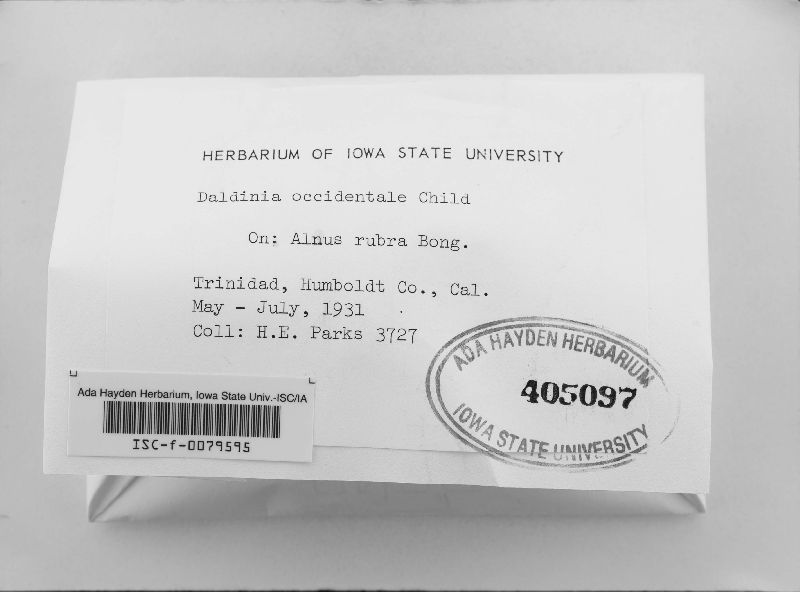 HERBARIUM OF IOWA STATE UNIVERSITY
Daldinia occidentale Child
On: Alnus rubra Bong.
Trinidad, Humboldt Co., Cal.
May - July, 1931
Coll: H.E. Parks 3727
ADA HAYDEN HERBARIUM
405097
IOWA STATE UNIVERSITY
Ada Hayden Herbarium, Iowa State Univ.-ISC/IA
ISC-f-0079595